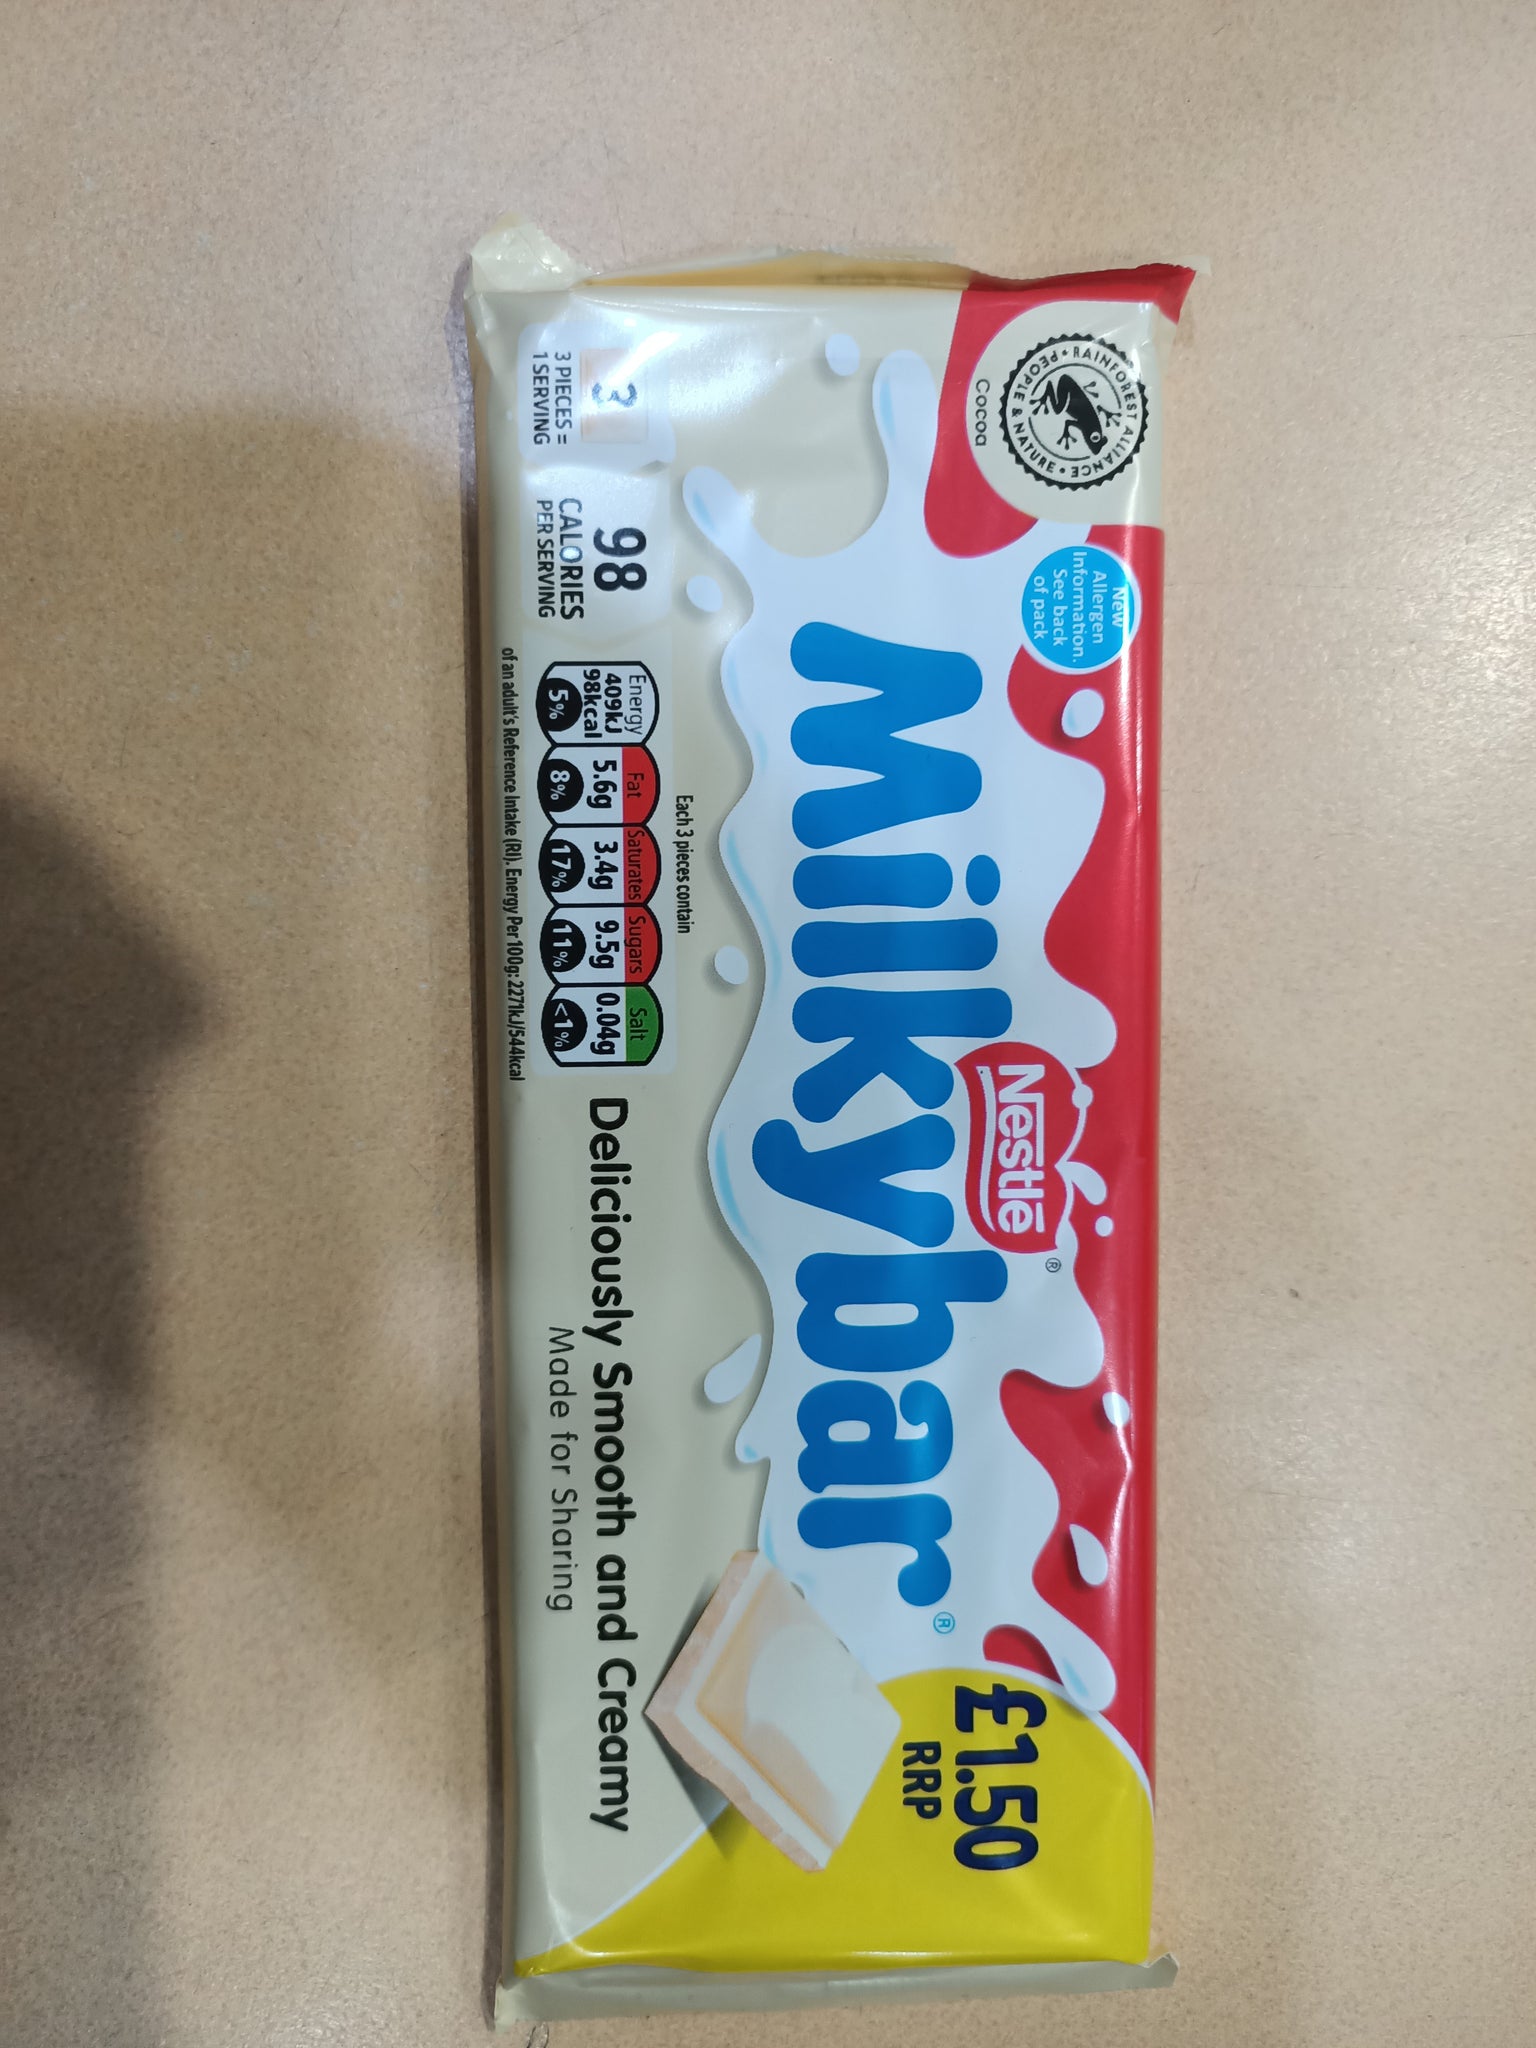 RAINFOREST ALLIANCE • PEOPLE & NATURE •
Cocoa
New
Allergen
Information.
See back
of pack
Nestlé®
Milkybar®
£1.50
RRP
3
3 PIECES =
1 SERVING
98
CALORIES
PER SERVING
Each 3 pieces contain
Energy Fat Saturates Sugars Salt
409kJ 5.6g 3.4g 9.5g 0.04g
98kcal
5% 8% 17% 11% <1%
of an adult's Reference Intake (RI). Energy Per 100g: 2271kJ/544kcal
Deliciously Smooth and Creamy
Made for Sharing